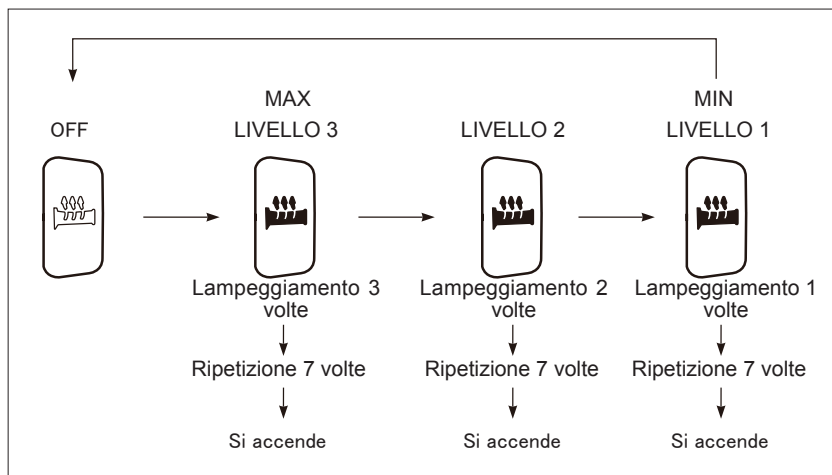 MAX
MIN
OFF
LIVELLO 3
LIVELLO 2
LIVELLO 1
Lampeggiamento 3
volte
Lampeggiamento 2
volte
Lampeggiamento 1
volte
Ripetizione 7 volte
Ripetizione 7 volte
Ripetizione 7 volte
Si accende
Si accende
Si accende